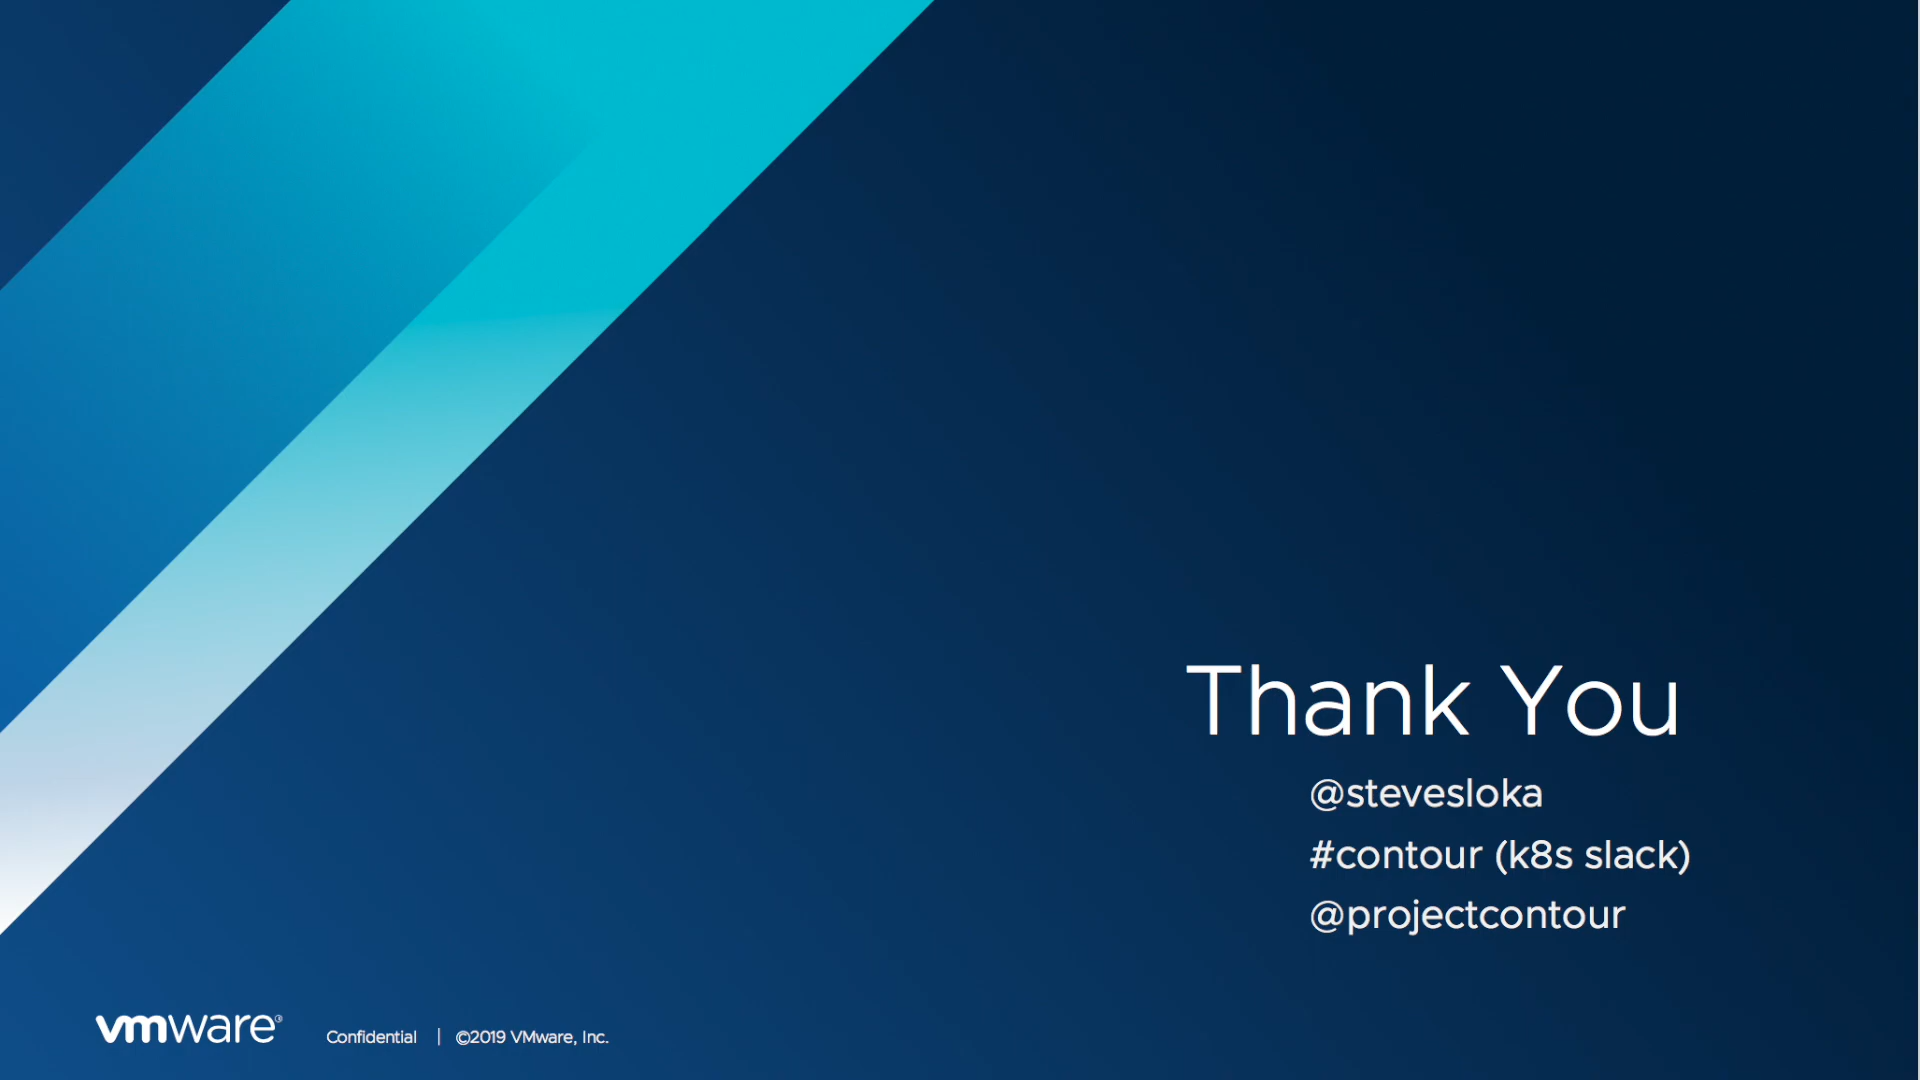 Thank You
@stevesloka
#contour (k8s slack)
@projectcontour
vmware®
Confidential | ©2019 VMware, Inc.